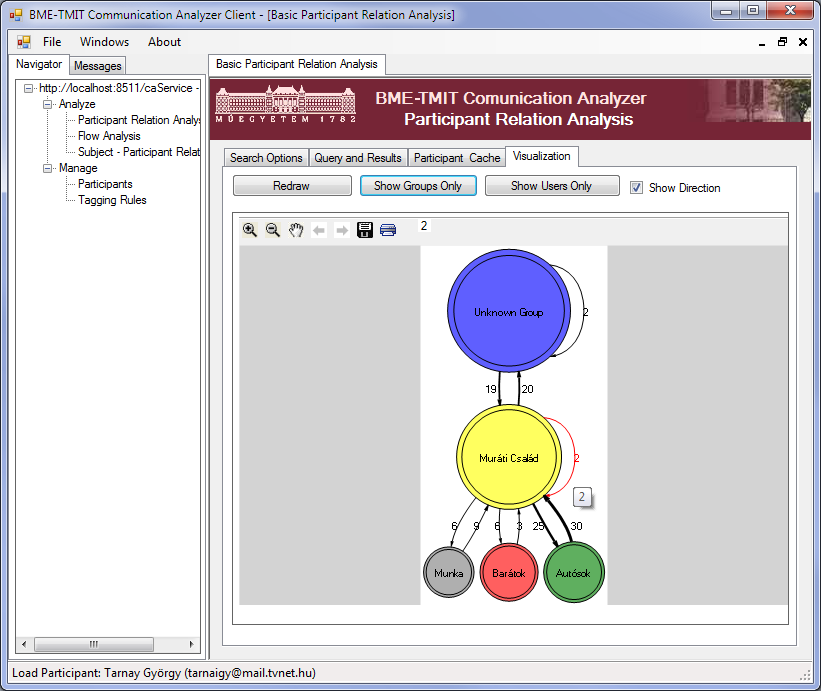 BME-TMIT Communication Analyzer Client - [Basic Participant Relation Analysis]
File Windows About
Navigator Messages
http://localhost:8511/caService -
Analyze
Participant Relation Analys
Flow Analysis
Subject - Participant Relat
Manage
Participants
Tagging Rules
Basic Participant Relation Analysis
MŰEGYETEM 1782
BME-TMIT Comunication Analyzer
Participant Relation Analysis
Search Options Query and Results Participant Cache Visualization
Redraw Show Groups Only Show Users Only Show Direction
2
Unknown Group
2
19 20
Muráti Család
2
2
6 9 6 3 25 30
Munka Barátok Autósok
Load Participant: Tarnay György (tarnaigy@mail.tvnet.hu)